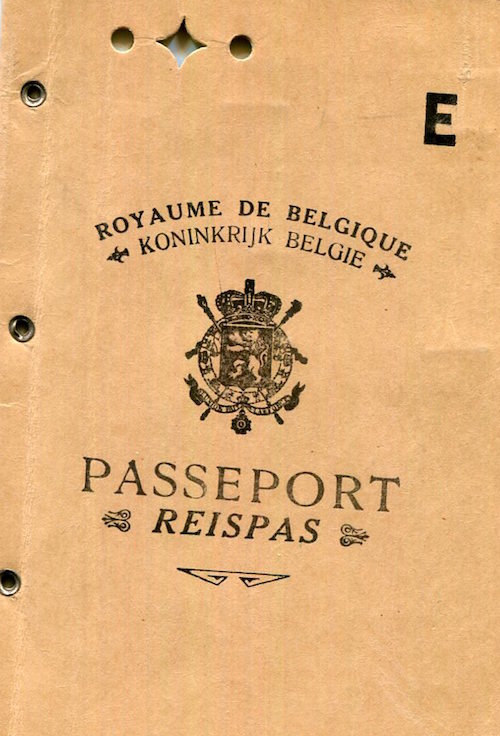 E
ROYAUME DE BELGIQUE
KONINKRIJK BELGIE
PASSEPORT
REISPAS